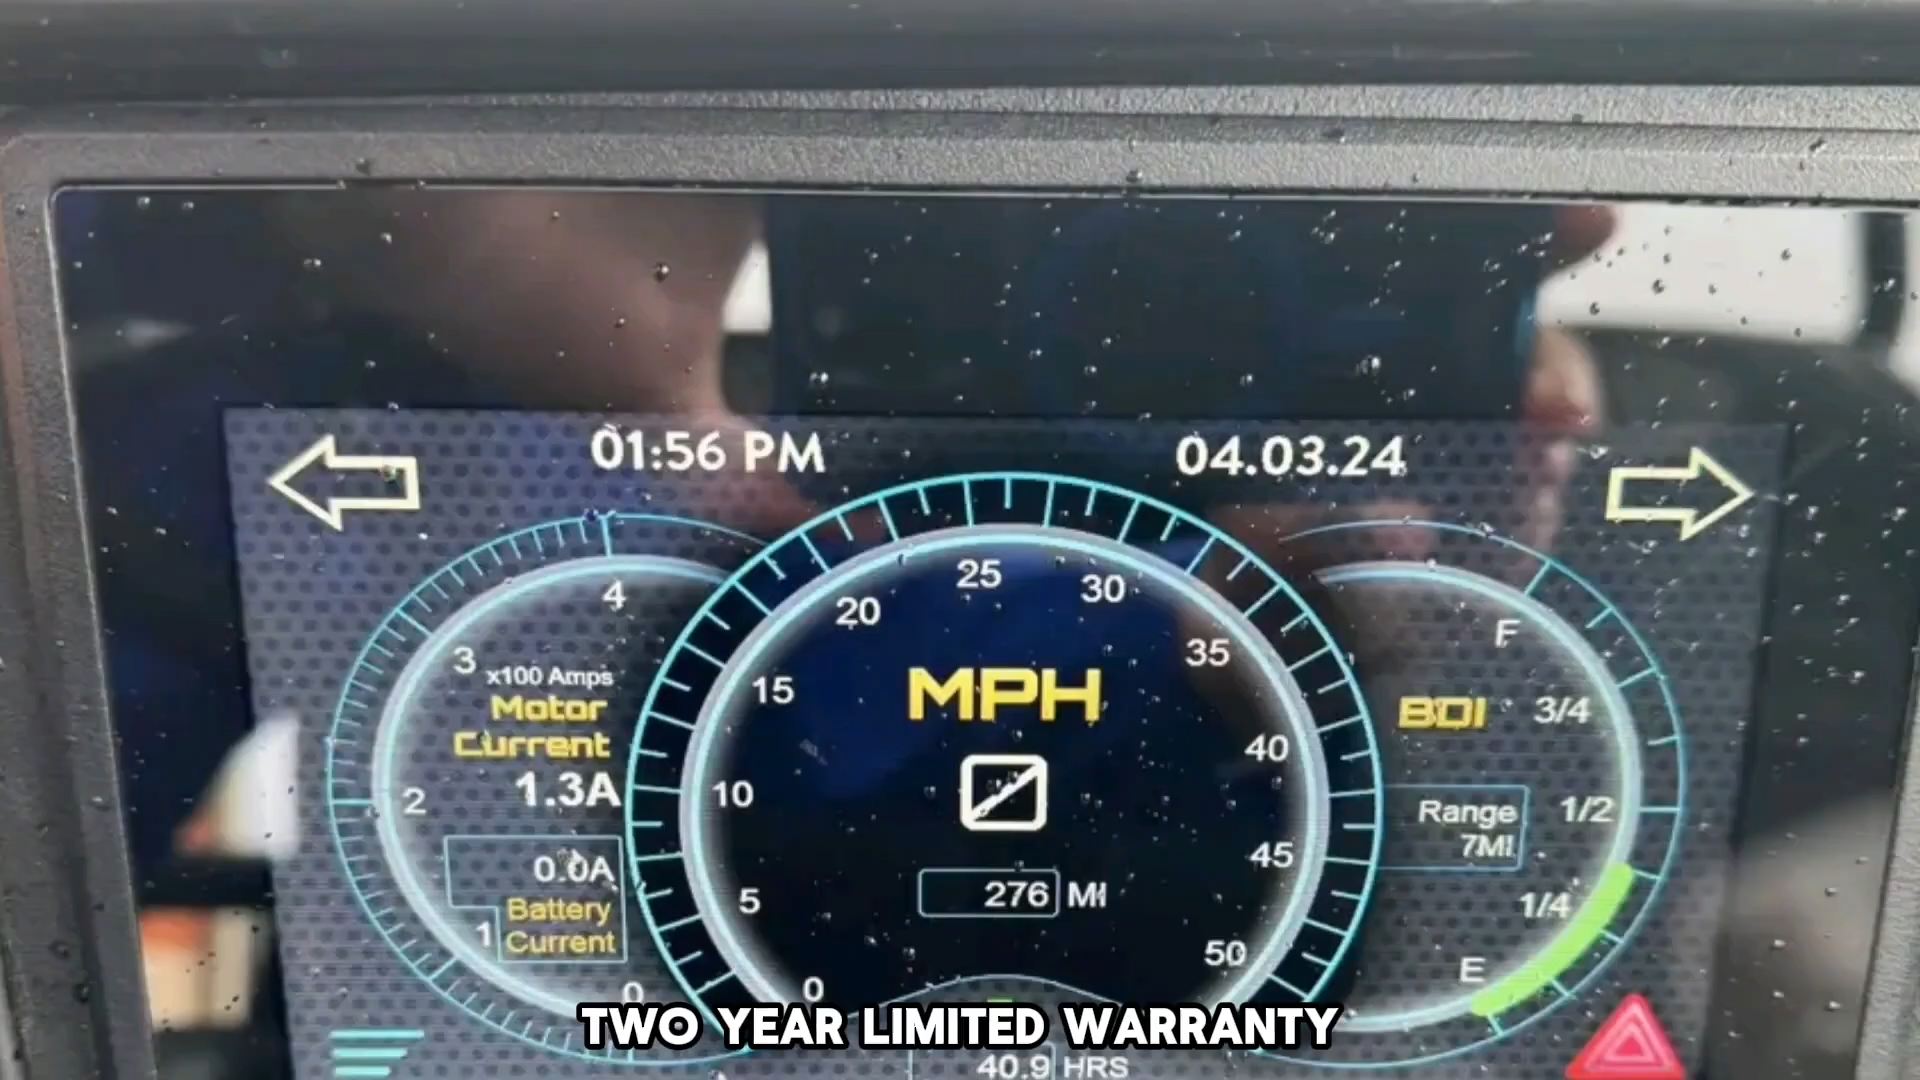 01:56 PM
04.03.24
4
3
x100 Amps
Motor
Current
1.3A
2
0.0A
Battery
Current
1
0
25
20
30
15
35
MPH
10
40
5
45
276 MI
0
50
F
BDI
3/4
Range
7MI
1/2
1/4
E
TWO YEAR LIMITED WARRANTY
40.9 HRS